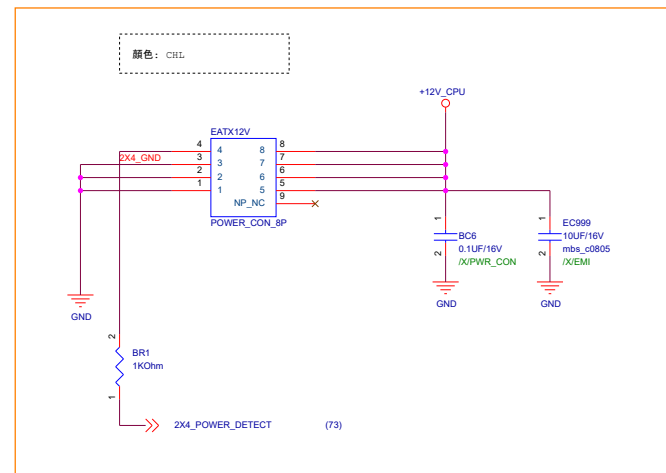 顏色: CHL
+12V_CPU
EATX12V
4 4 8 8
2X4_GND 3 3 7 7
2 2 6 6
1 1 5 5
NP_NC 9
POWER_CON_8P
1 1 EC999
BC6 10UF/16V
2 0.1UF/16V 2 mbs_c0805
/X/PWR_CON /X/EMI
GND GND GND
2
BR1
1KOhm
1
2X4_POWER_DETECT (73)